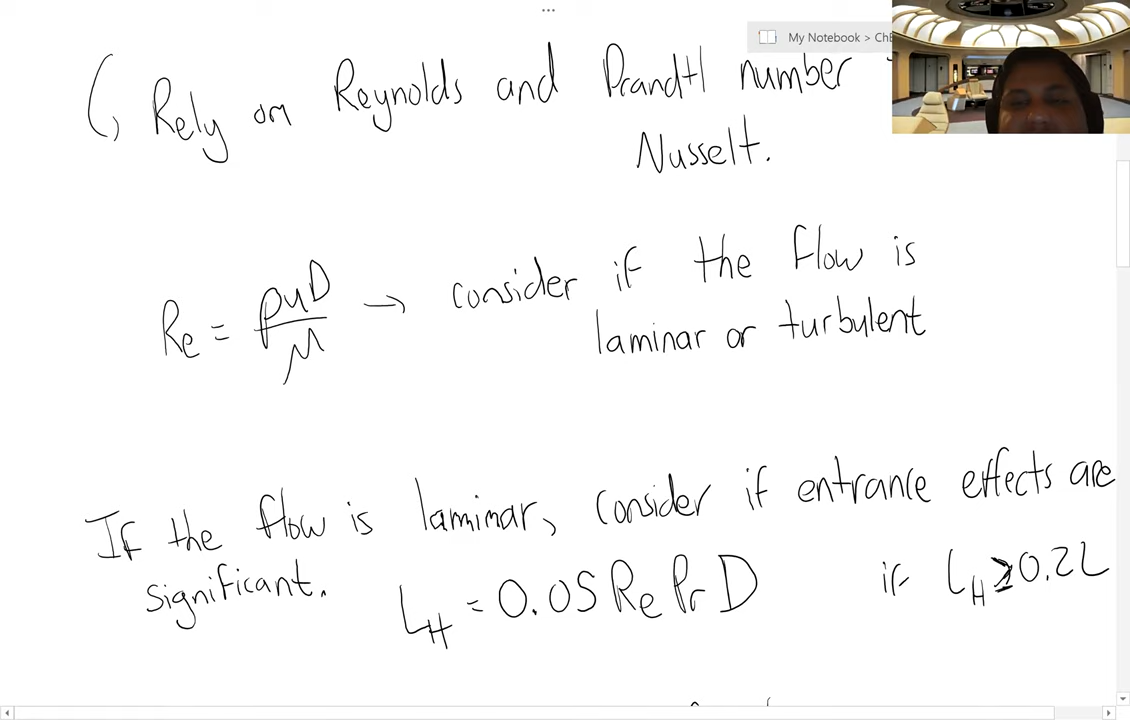 My Notebook > ChE
Rely on Reynolds and Prandtl number
Nusselt.
Re = ρuD/μ → consider if the flow is
laminar or turbulent
If the flow is laminar, consider if entrance effects are
significant.
L_H = 0.05 Re Pr D if L_H ≥ 0.2L